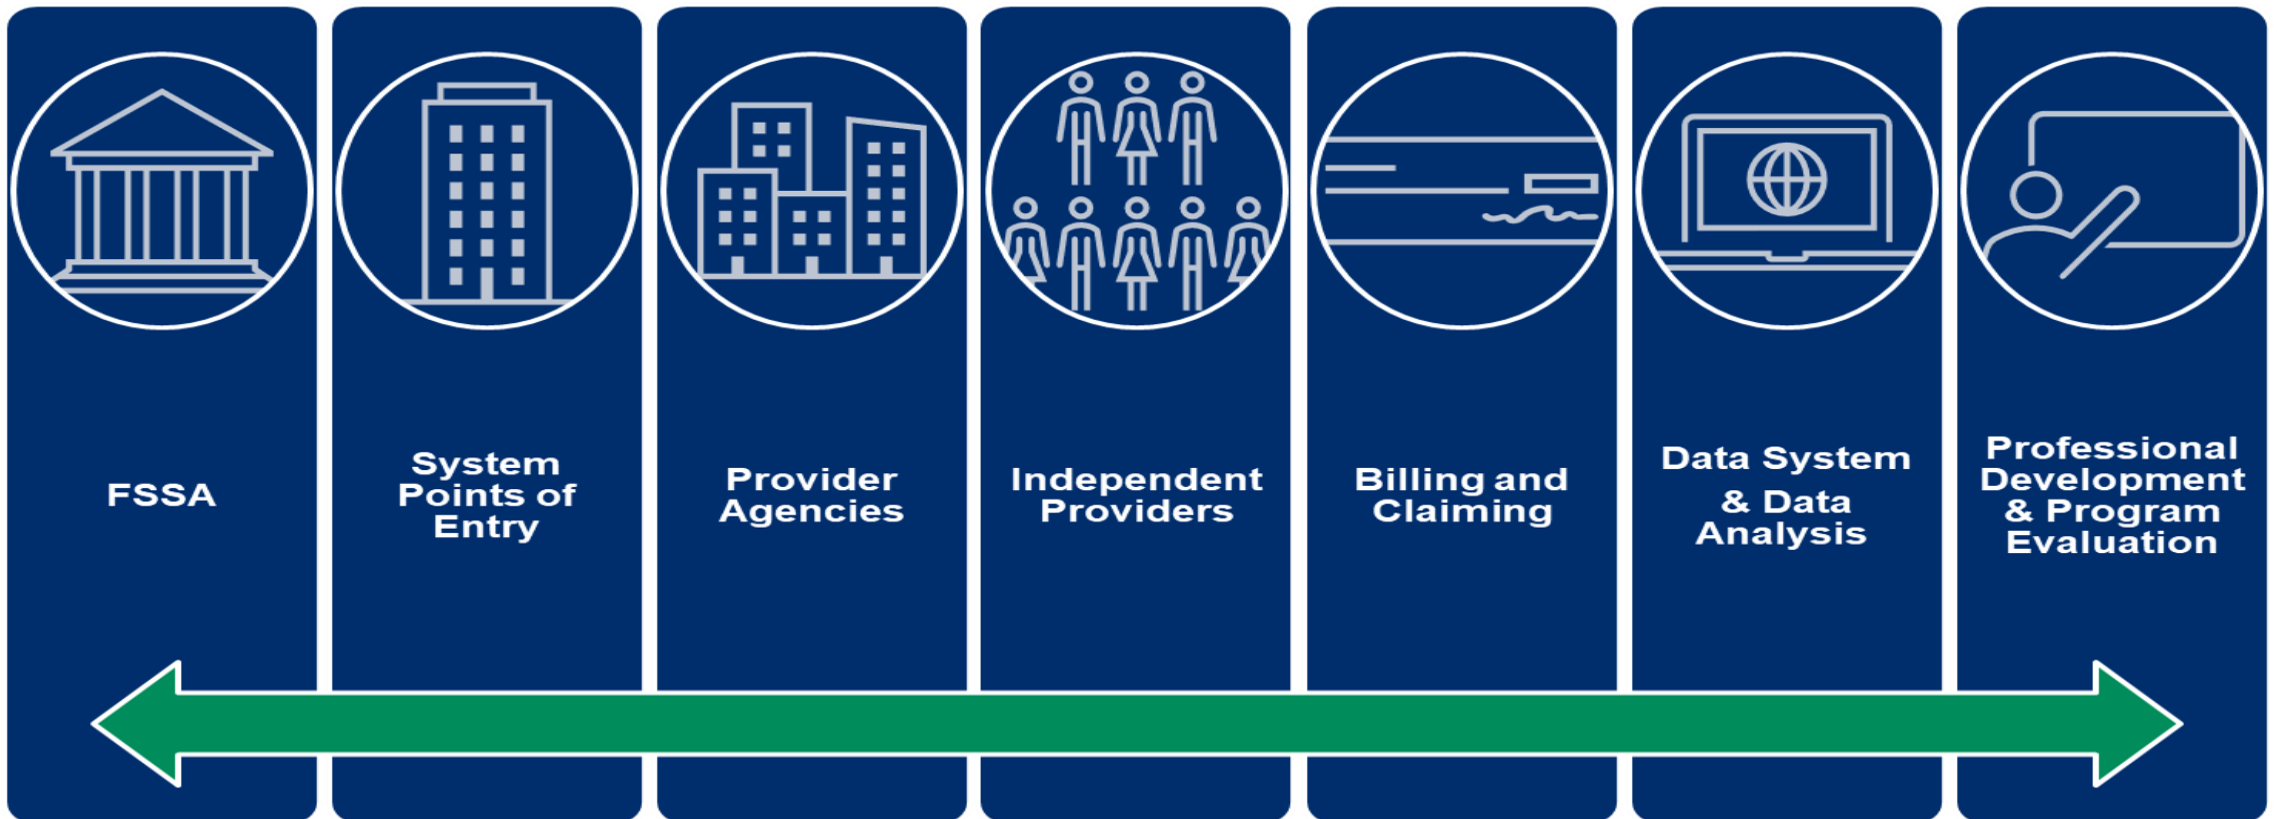 FSSA
System
Points of
Entry
Provider
Agencies
Independent
Providers
Billing and
Claiming
Data System
& Data
Analysis
Professional
Development
& Program
Evaluation